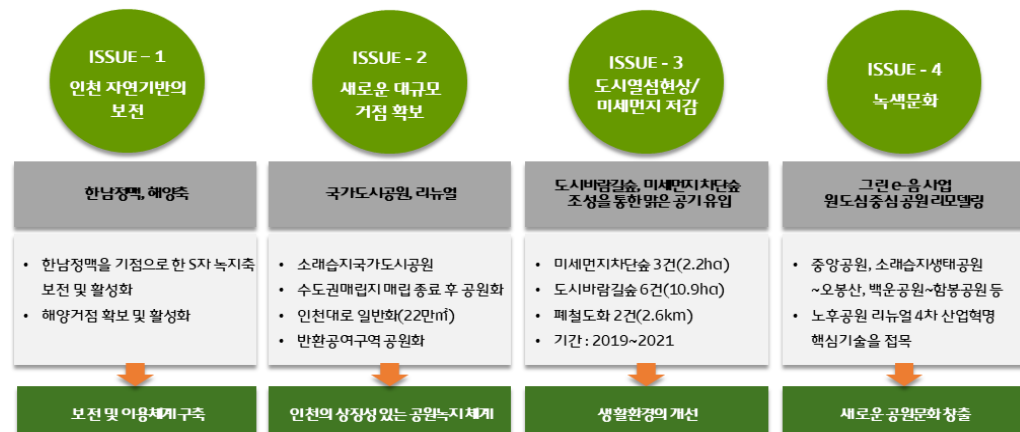 ISSUE – 1
인천 자연기반의
보전
한남정맥, 해양축
• 한남정맥을 기점으로 한 S자 녹지축
보전 및 활성화
• 해양거점 확보 및 활성화
보전 및 이용체계 구축
ISSUE - 2
새로운 대규모
거점 확보
국가도시공원, 리뉴얼
• 소래습지국가도시공원
• 수도권매립지 매립 종료 후 공원화
• 인천대로 일반화(22만㎡)
• 반환공여구역 공원화
인천의 상징성 있는 공원녹지 체계
ISSUE - 3
도시열섬현상/
미세먼지 저감
도시바람길숲, 미세먼지 차단숲
조성을 통한 맑은 공기 유입
• 미세먼지차단숲 3건(2.2ha)
• 도시바람길숲 6건(10.9ha)
• 폐철도화 2건(2.6km)
• 기간 : 2019~2021
생활환경의 개선
ISSUE - 4
녹색문화
그린 e-음 사업
원도심 중심 공원 리모델링
• 중앙공원, 소래습지생태공원
~오봉산, 백운공원~함봉공원 등
• 노후공원 리뉴얼 4차 산업혁명
핵심기술을 접목
새로운 공원문화 창출